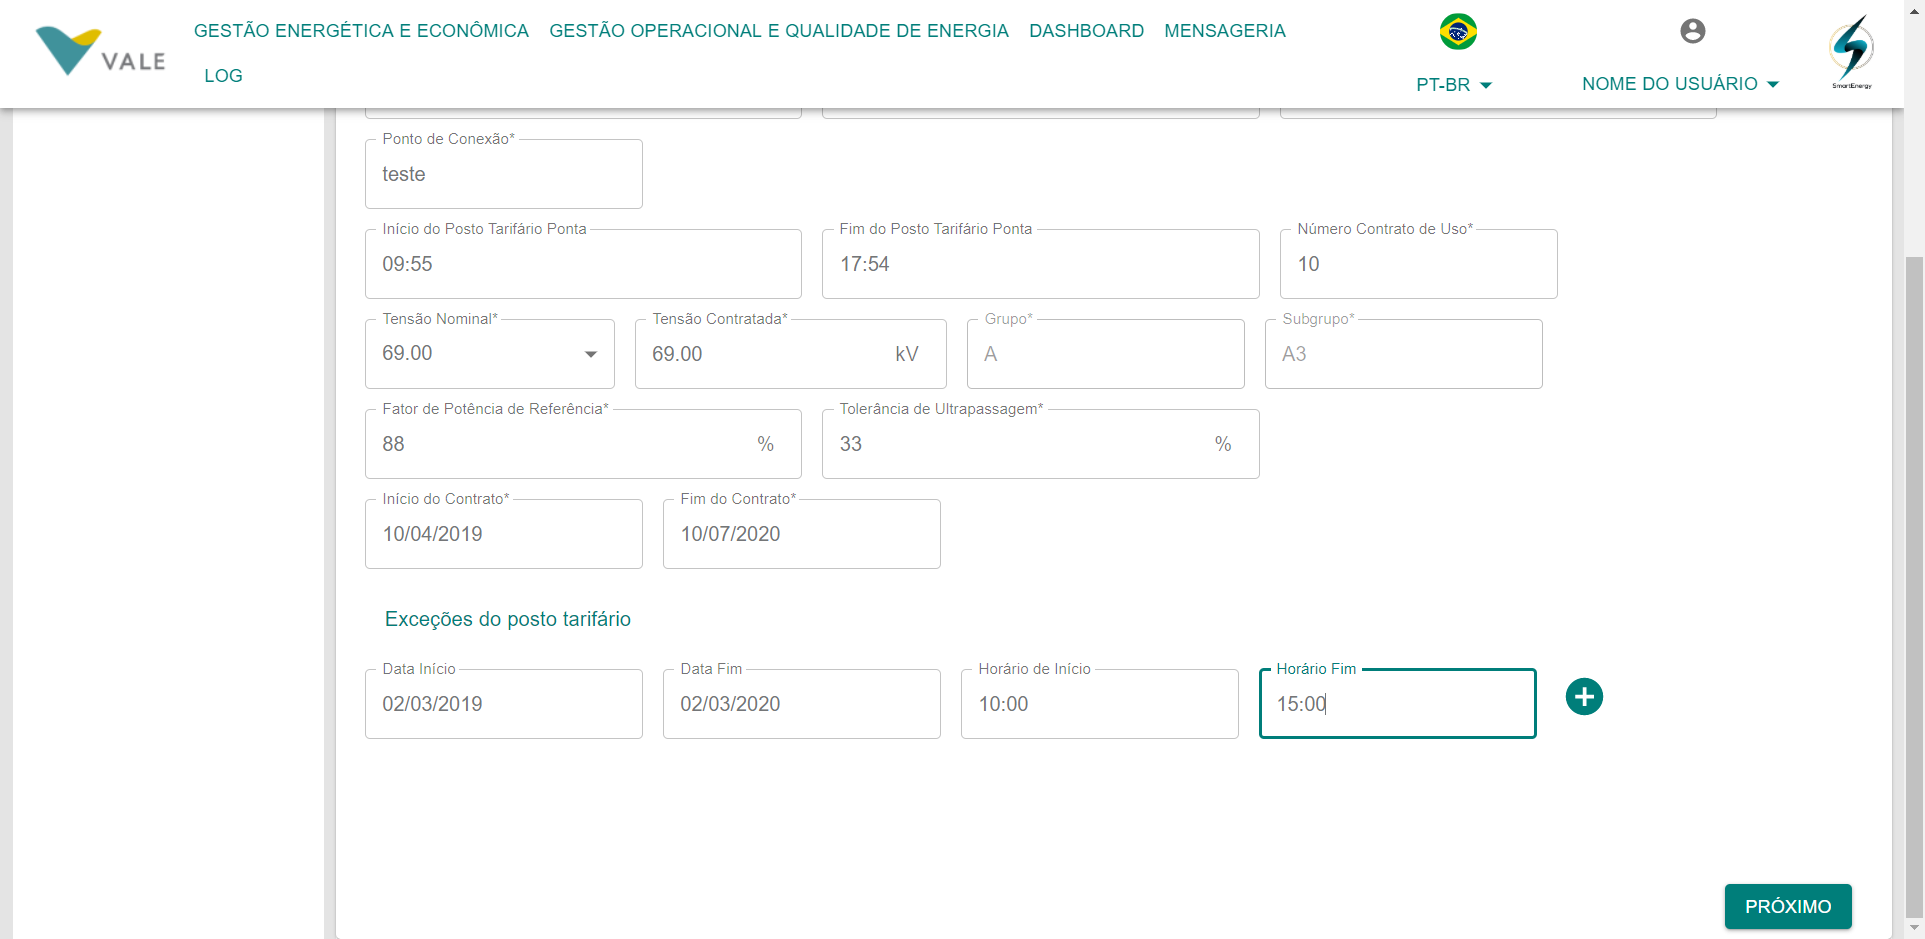 VALE
GESTÃO ENERGÉTICA E ECONÔMICA GESTÃO OPERACIONAL E QUALIDADE DE ENERGIA DASHBOARD MENSAGERIA
LOG
PT-BR
NOME DO USUÁRIO
SmartEnergy
Ponto de Conexão*
teste
Início do Posto Tarifário Ponta Fim do Posto Tarifário Ponta Número Contrato de Uso*
09:55 17:54 10
Tensão Nominal* Tensão Contratada* Grupo* Subgrupo*
69.00 69.00 kV A A3
Fator de Potência de Referência* Tolerância de Ultrapassagem*
88 % 33 %
Início do Contrato* Fim do Contrato*
10/04/2019 10/07/2020
Exceções do posto tarifário
Data Início Data Fim Horário de Início Horário Fim
02/03/2019 02/03/2020 10:00 15:00
PRÓXIMO